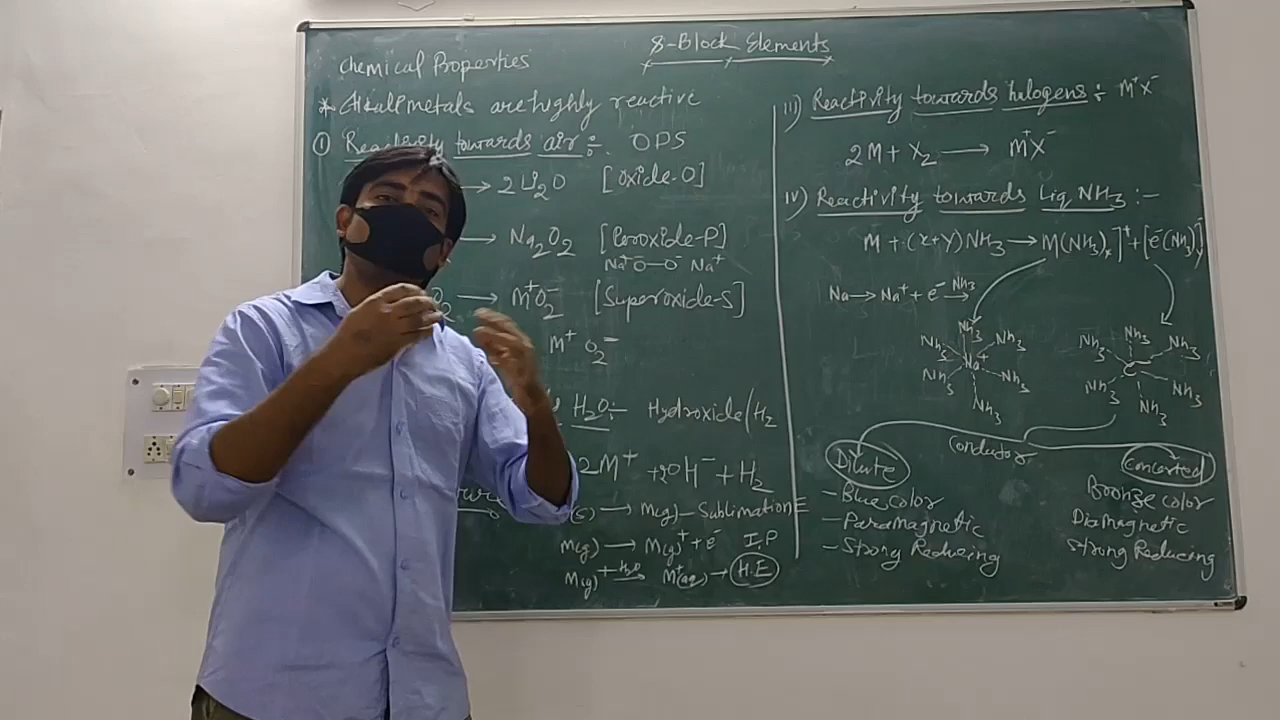 S-Block Elements
Chemical Properties
* Alkali metals are highly reactive
① Reactivity towards air ÷ OPS
→ 2Li₂O [Oxide-O]
→ Na₂O₂ [Peroxide-P]
Na⁺ ⁻O—O⁻ Na⁺
O₂ → M⁺O₂⁻ [Superoxide-S]
M⁺ O₂⁻
H₂O ÷ Hydroxide/H₂
2M⁺ + 2OH⁻ + H₂
(s) → M(g) – Sublimation E
M(g) → M(g)⁺ + e⁻ I.P
M(g)⁺ H₂O → M⁺(aq) → H.E
iii) Reactivity towards halogens ÷ M⁺X⁻
2M + X₂ → M⁺X⁻
iv) Reactivity towards Liq NH₃ :-
M + (x+y)NH₃ → M(NH₃)ₓ]⁺ + [e⁻(NH₃)]y
Na → Na⁺ + e⁻ NH₃ →
NH₃
NH₃ NH₃
Na⁺
NH₃ NH₃
NH₃
NH₃
NH₃ NH₃
e⁻
NH₃ NH₃
NH₃
Conductor
Dilute
– Blue color
– Paramagnetic
– Strong Reducing
Concerted
Bronze color
Diamagnetic
Strong Reducing